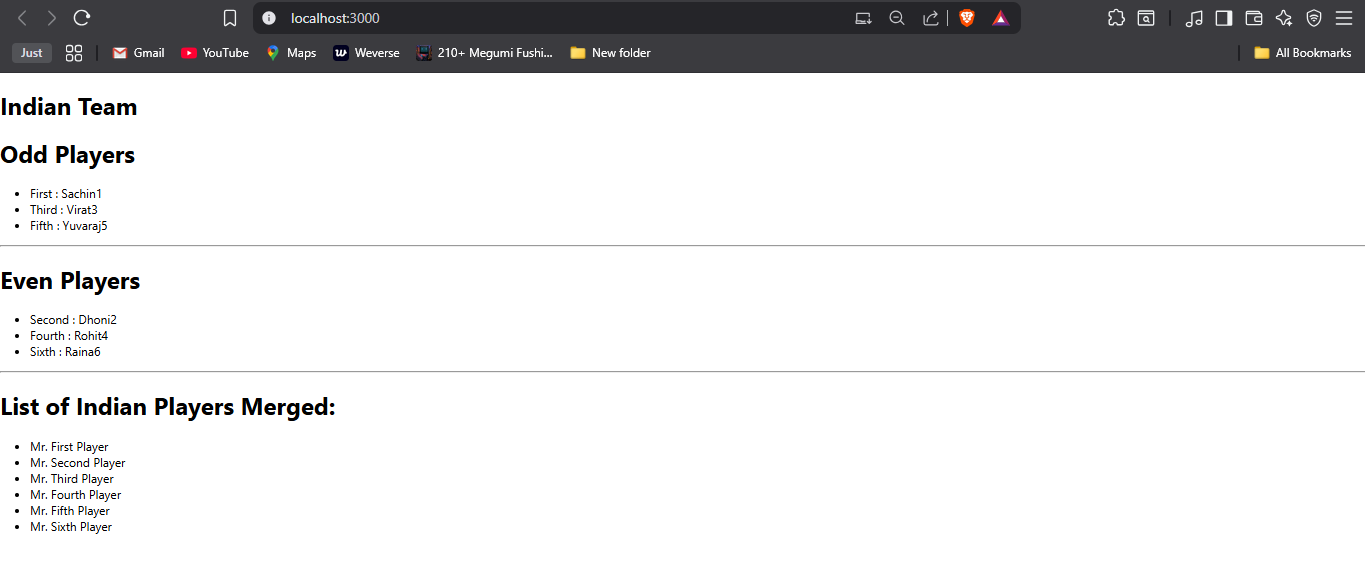 localhost:3000
Just Gmail YouTube Maps Weverse 210+ Megumi Fushi... New folder All Bookmarks
Indian Team
Odd Players
First : Sachin1
Third : Virat3
Fifth : Yuvaraj5
Even Players
Second : Dhoni2
Fourth : Rohit4
Sixth : Raina6
List of Indian Players Merged:
Mr. First Player
Mr. Second Player
Mr. Third Player
Mr. Fourth Player
Mr. Fifth Player
Mr. Sixth Player